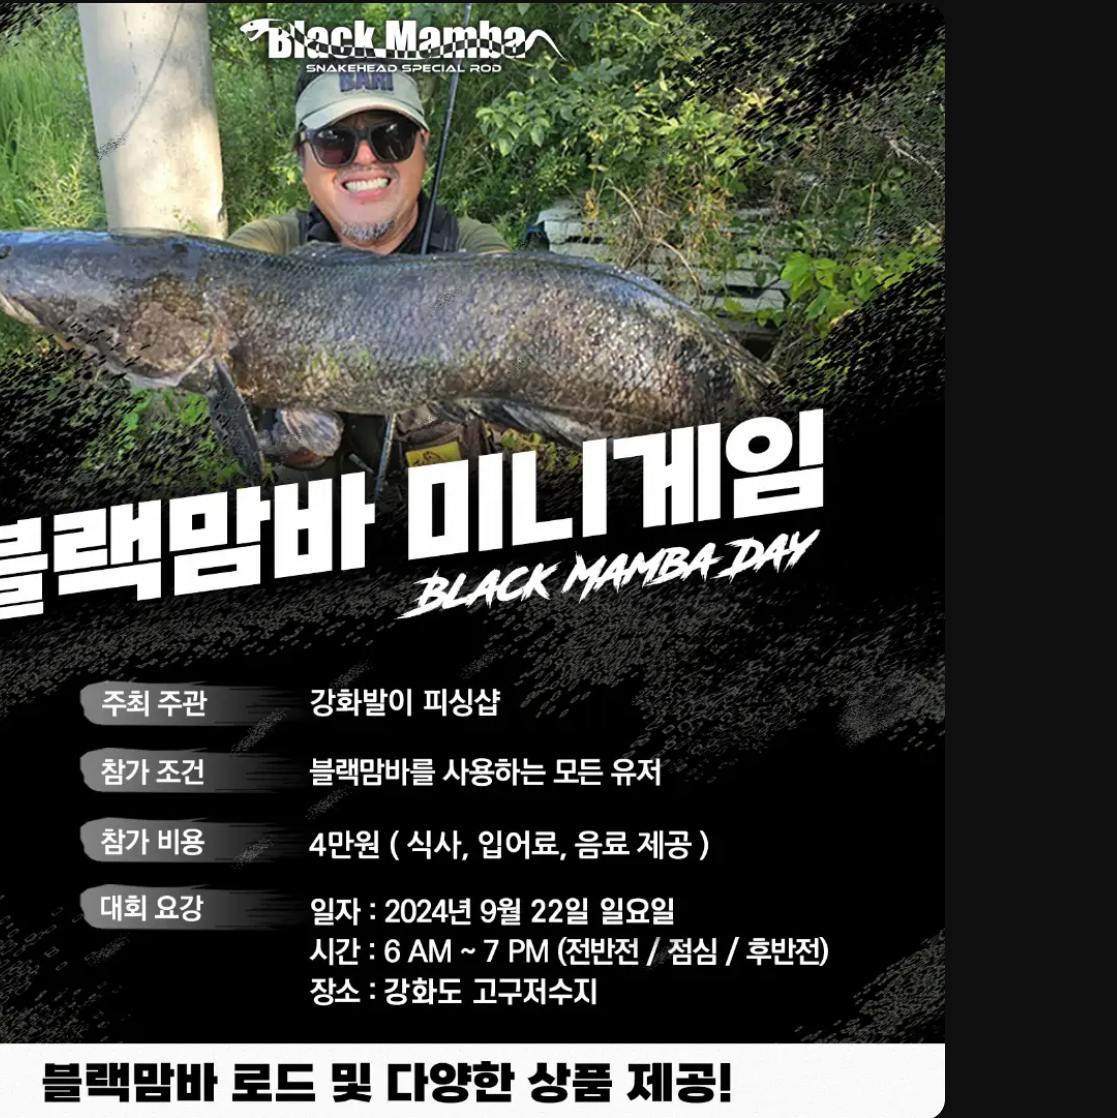 Black Mamba
SNAKEHEAD SPECIAL ROD
BARI
블랙맘바 미니게임
BLACK MAMBA DAY
주최 주관 강화발이 피싱샵
참가 조건 블랙맘바를 사용하는 모든 유저
참가 비용 4만원 ( 식사, 입어료, 음료 제공 )
대회 요강 일자 : 2024년 9월 22일 일요일
시간 : 6 AM ~ 7 PM (전반전 / 점심 / 후반전)
장소 : 강화도 고구저수지
블랙맘바 로드 및 다양한 상품 제공!